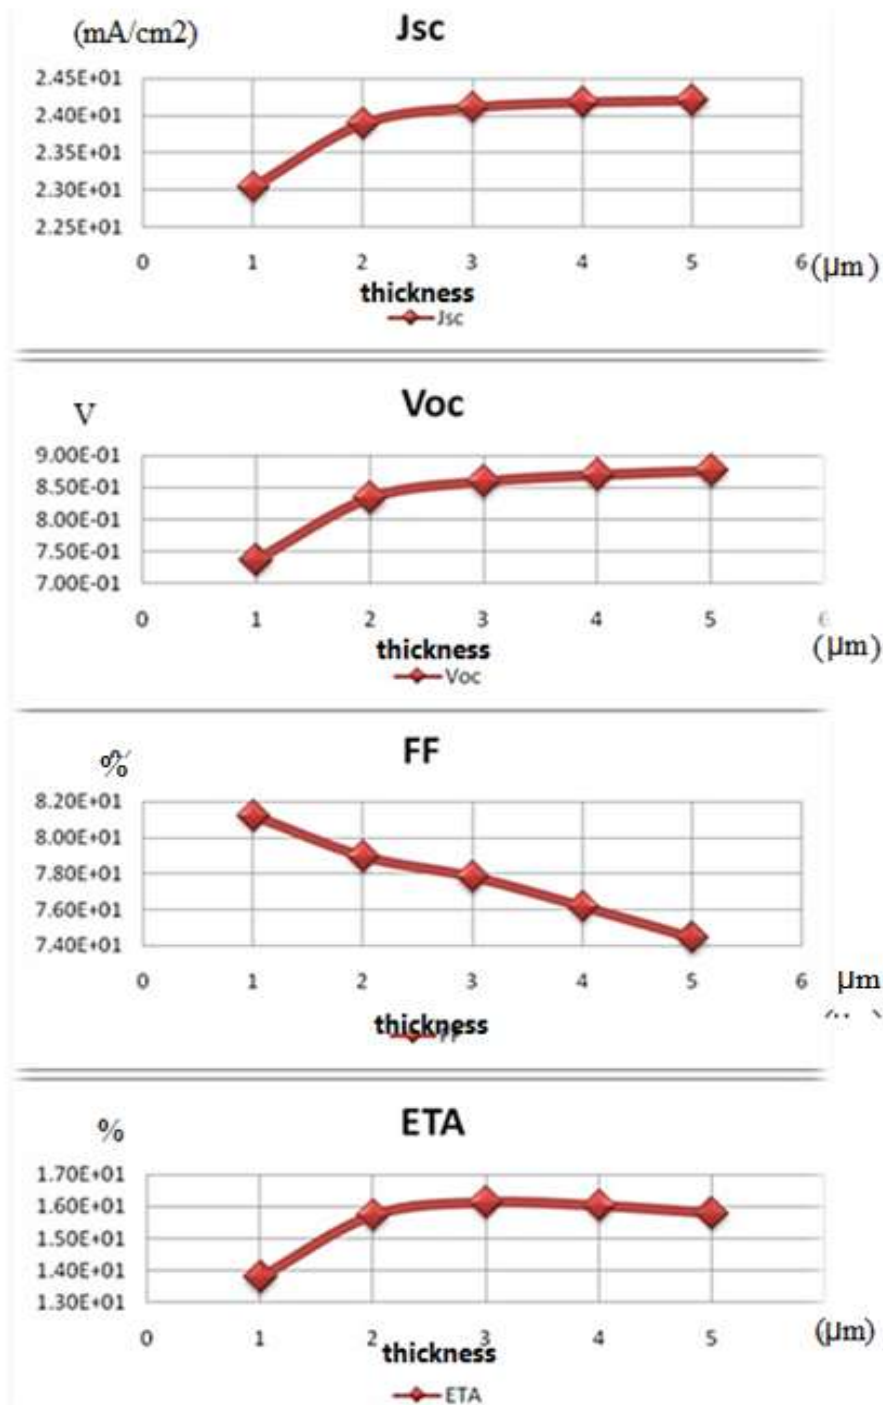 (mA/cm2) Jsc
2.45E+01
2.40E+01
2.35E+01
2.30E+01
2.25E+01
0 1 2 3 4 5 6 (μm)
thickness
Jsc
V Voc
9.00E-01
8.50E-01
8.00E-01
7.50E-01
7.00E-01
0 1 2 3 4 5 6
thickness (μm)
Voc
% FF
8.20E+01
8.00E+01
7.80E+01
7.60E+01
7.40E+01
0 1 2 3 4 5 6 μm
thickness
% ETA
1.70E+01
1.60E+01
1.50E+01
1.40E+01
1.30E+01
0 1 2 3 4 5 (μm)
thickness
ETA